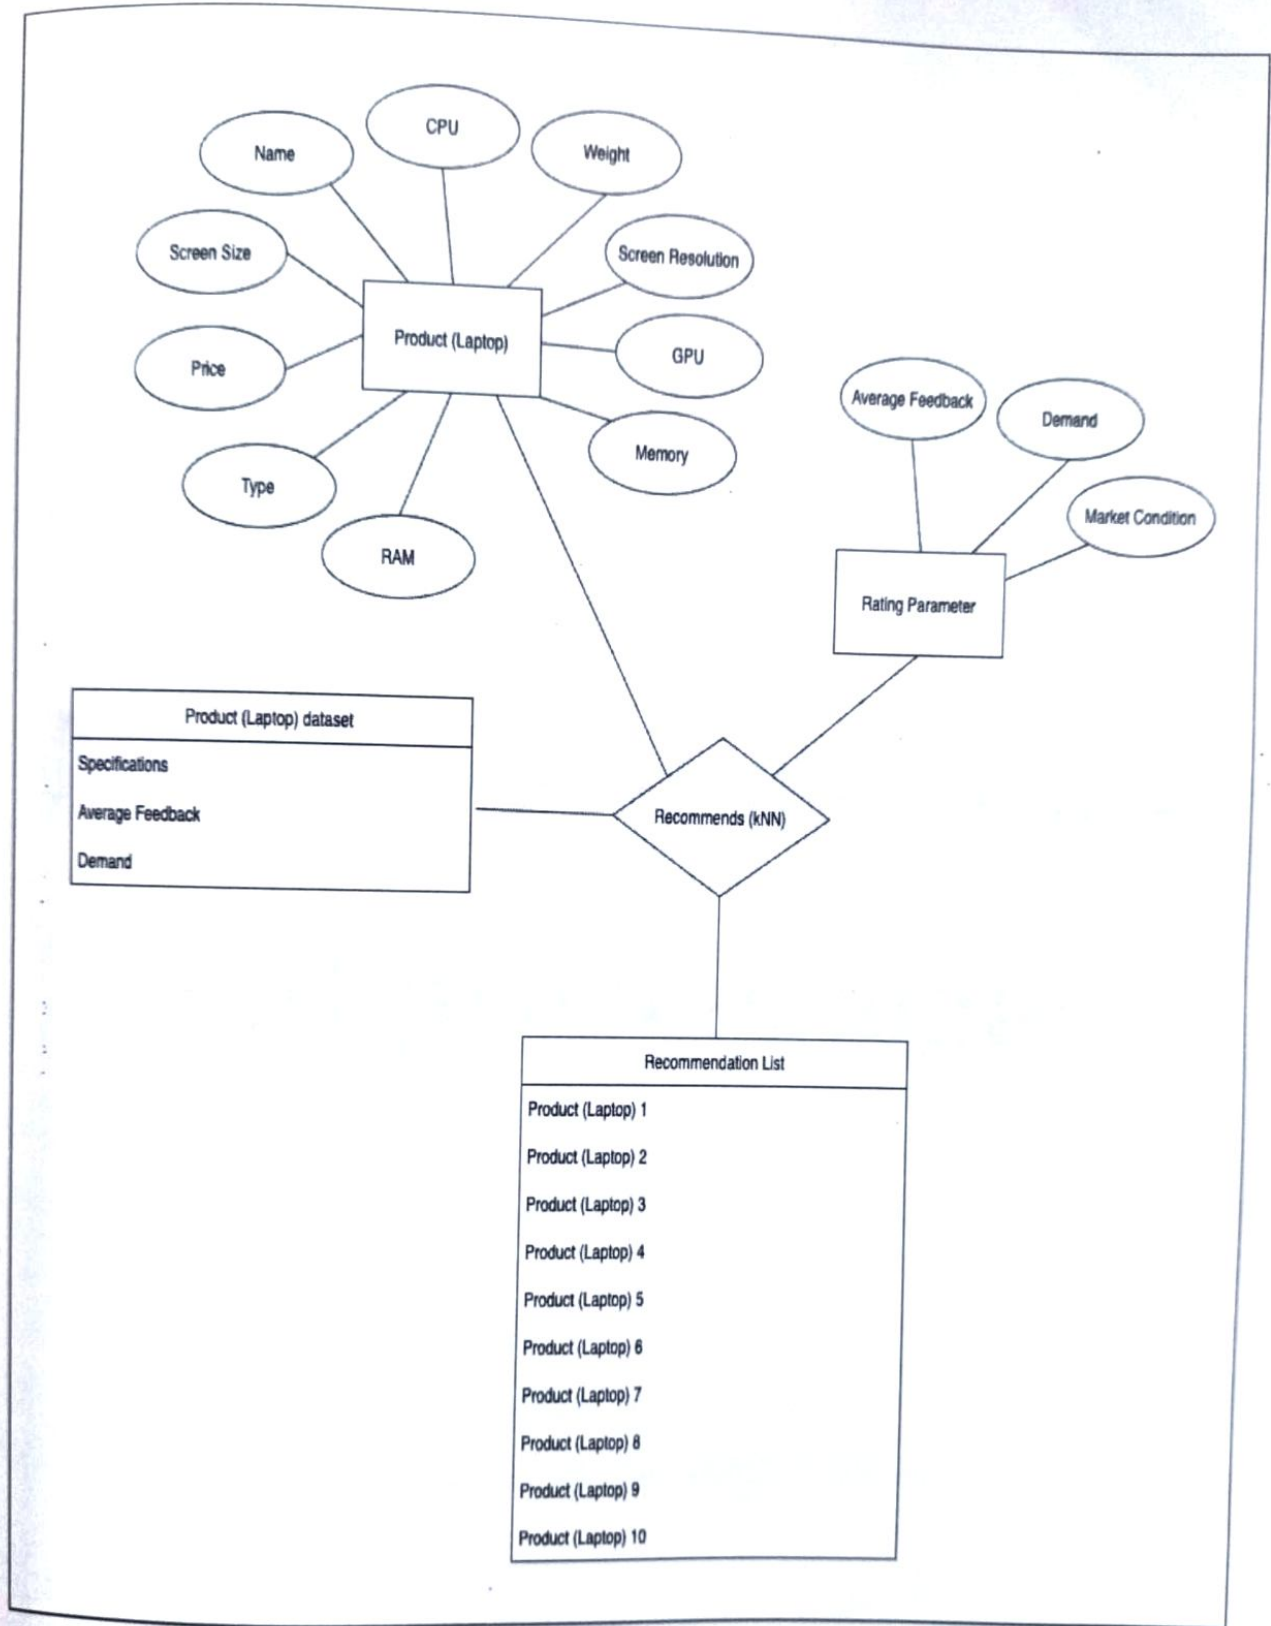 CPU
Name
Weight
Screen Size
Screen Resolution
Product (Laptop)
GPU
Price
Average Feedback
Demand
Memory
Type
Market Condition
RAM
Rating Parameter
Product (Laptop) dataset
Specifications
Average Feedback
Demand
Recommends (kNN)
Recommendation List
Product (Laptop) 1
Product (Laptop) 2
Product (Laptop) 3
Product (Laptop) 4
Product (Laptop) 5
Product (Laptop) 6
Product (Laptop) 7
Product (Laptop) 8
Product (Laptop) 9
Product (Laptop) 10